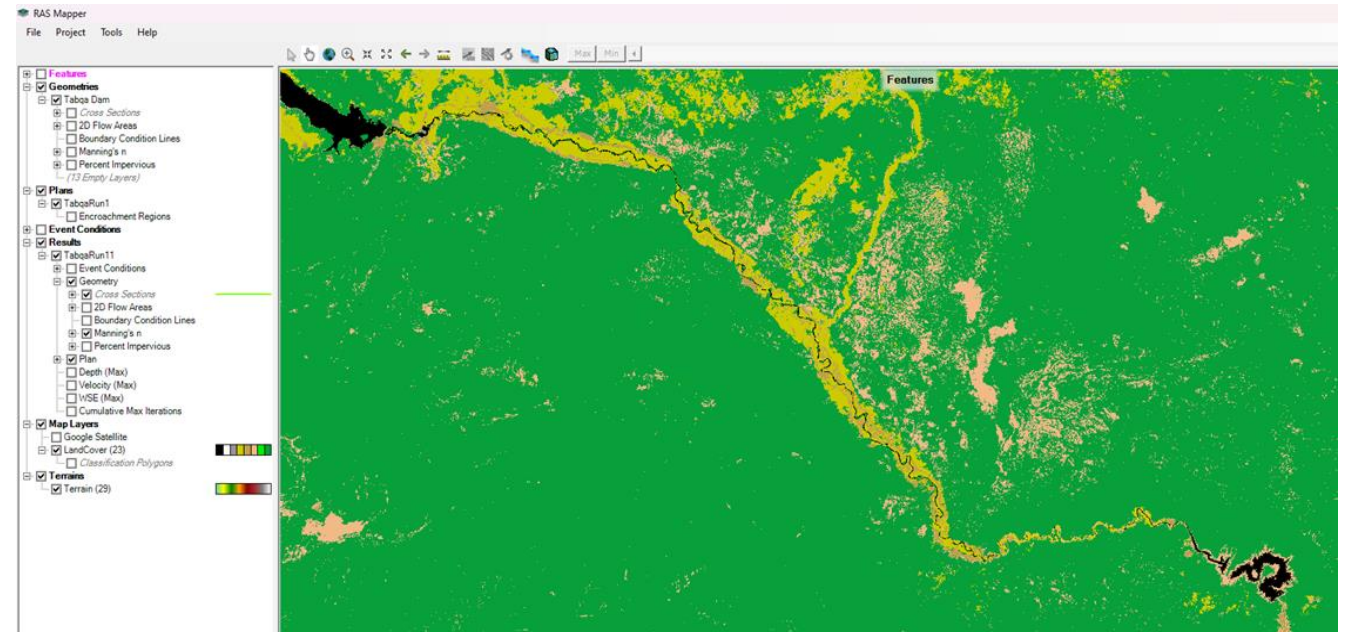 RAS Mapper
File Project Tools Help
Max Min
Features
Geometries
Tabqa Dam
Cross Sections
2D Flow Areas
Boundary Condition Lines
Manning's n
Percent Impervious
(13 Empty Layers)
Plans
TabqaRun1
Encroachment Regions
Event Conditions
Results
TabqaRun11
Event Conditions
Geometry
Cross Sections
2D Flow Areas
Boundary Condition Lines
Manning's n
Percent Impervious
Plan
Depth (Max)
Velocity (Max)
WSE (Max)
Cumulative Max Iterations
Map Layers
Google Satellite
LandCover (23)
Classification Polygons
Terrains
Terrain (29)
Features